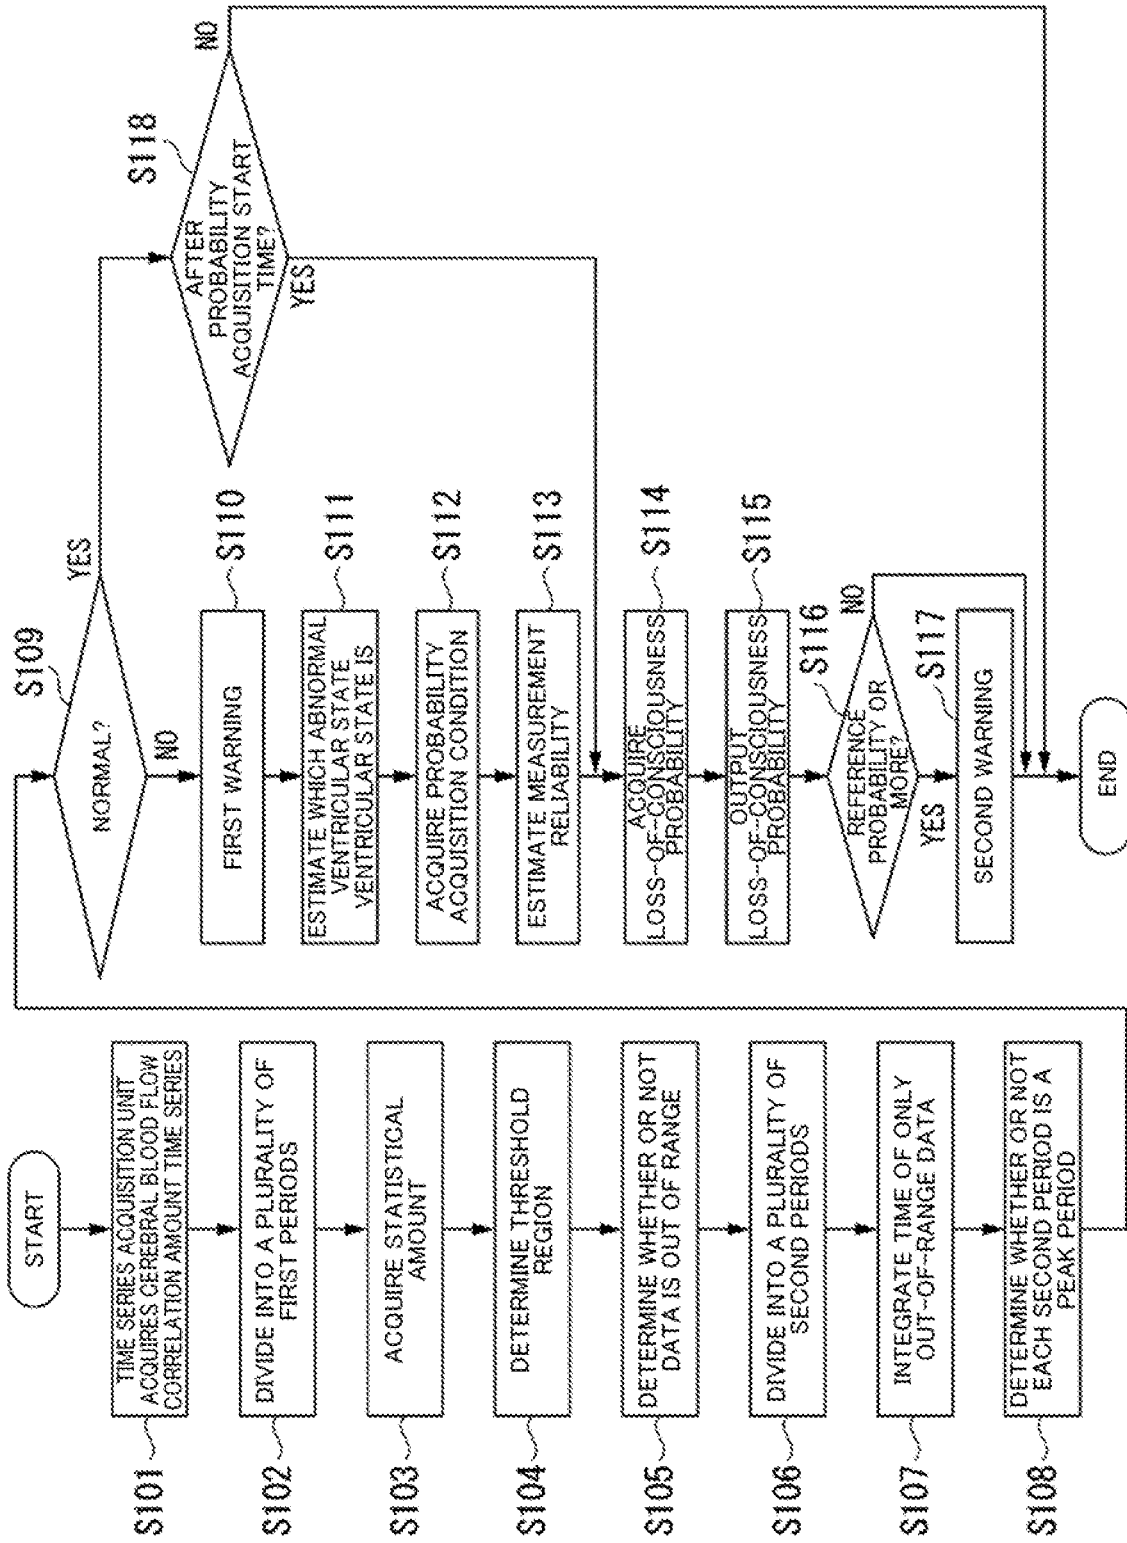 START
S101
TIME SERIES ACQUISITION UNIT
ACQUIRES CEREBRAL BLOOD FLOW
CORRELATION AMOUNT TIME SERIES
S102
DIVIDE INTO A PLURALITY OF
FIRST PERIODS
S103
ACQUIRE STATISTICAL
AMOUNT
S104
DETERMINE THRESHOLD
REGION
S105
DETERMINE WHETHER OR NOT
DATA IS OUT OF RANGE
S106
DIVIDE INTO A PLURALITY OF
SECOND PERIODS
S107
INTEGRATE TIME OF ONLY
OUT-OF-RANGE DATA
S108
DETERMINE WHETHER OR NOT
EACH SECOND PERIOD IS A
PEAK PERIOD
S109
NORMAL?
YES
NO
S110
FIRST WARNING
S111
ESTIMATE WHICH ABNORMAL
VENTRICULAR STATE
VENTRICULAR STATE IS
S112
ACQUIRE PROBABILITY
ACQUISITION CONDITION
S113
ESTIMATE MEASUREMENT
RELIABILITY
S114
ACQUIRE
LOSS-OF-CONSCIOUSNESS
PROBABILITY
S115
OUTPUT
LOSS-OF-CONSCIOUSNESS
PROBABILITY
S116
REFERENCE
PROBABILITY OR
MORE?
NO
YES
S117
SECOND WARNING
S118
AFTER
PROBABILITY
ACQUISITION START
TIME?
NO
YES
END